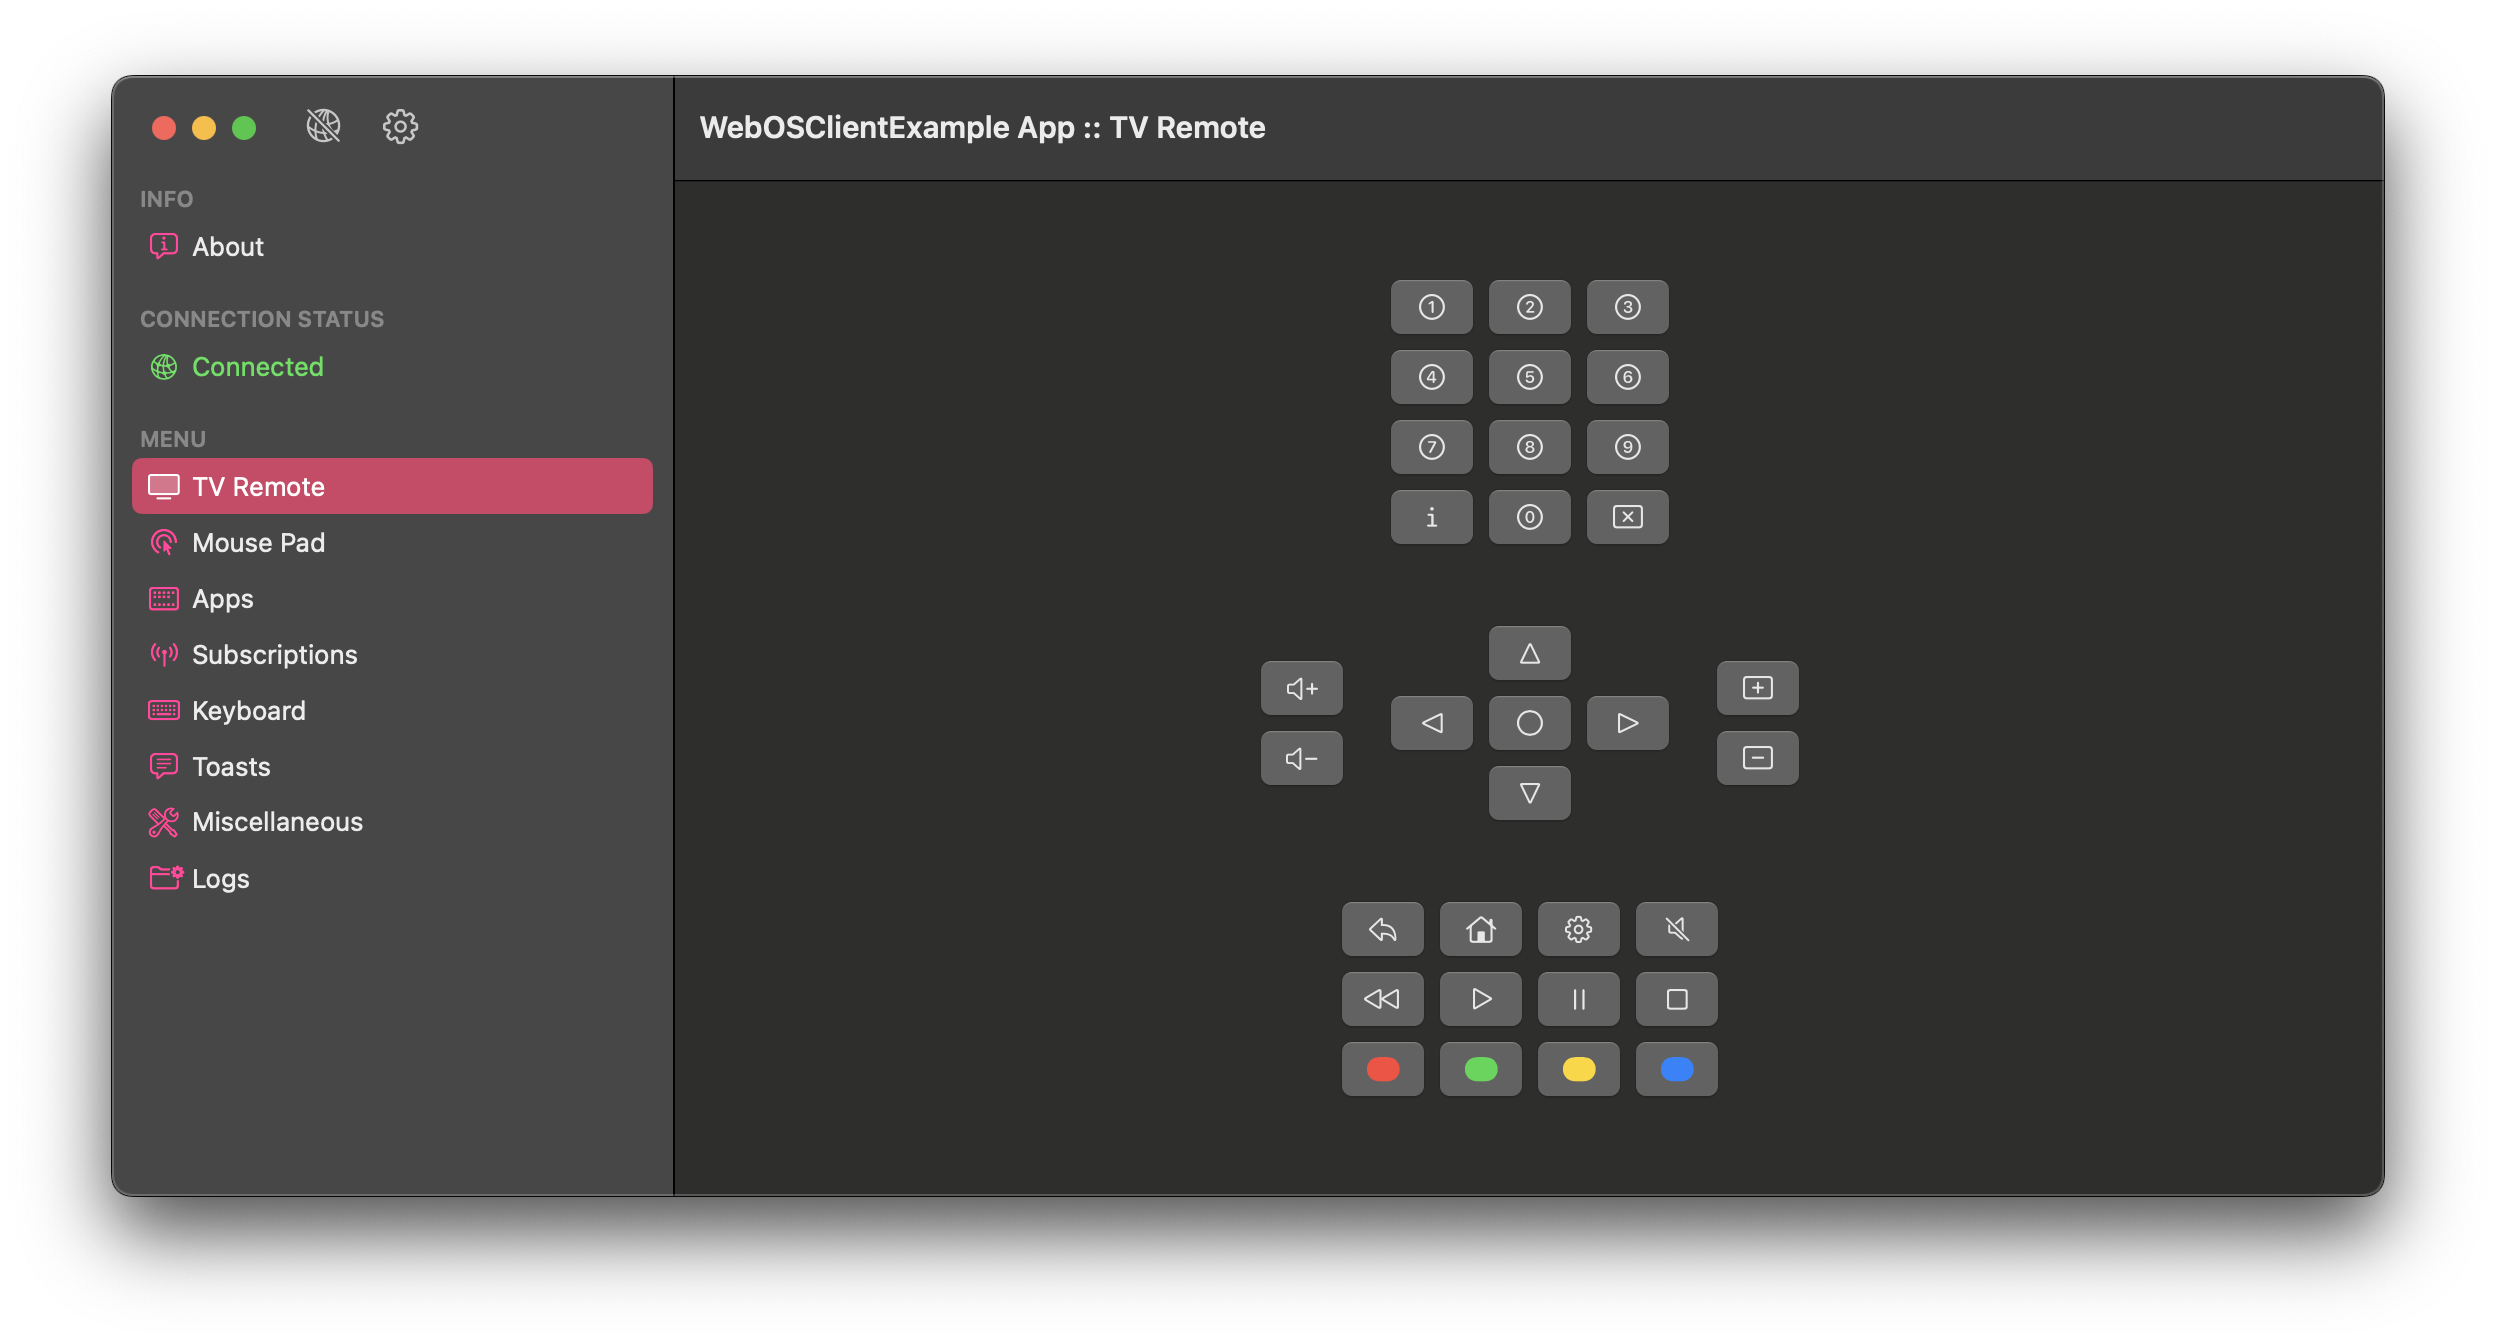 WebOSClientExample App :: TV Remote
INFO
About
CONNECTION STATUS
Connected
MENU
TV Remote
Mouse Pad
Apps
Subscriptions
Keyboard
Toasts
Miscellaneous
Logs
1 2 3
4 5 6
7 8 9
i 0